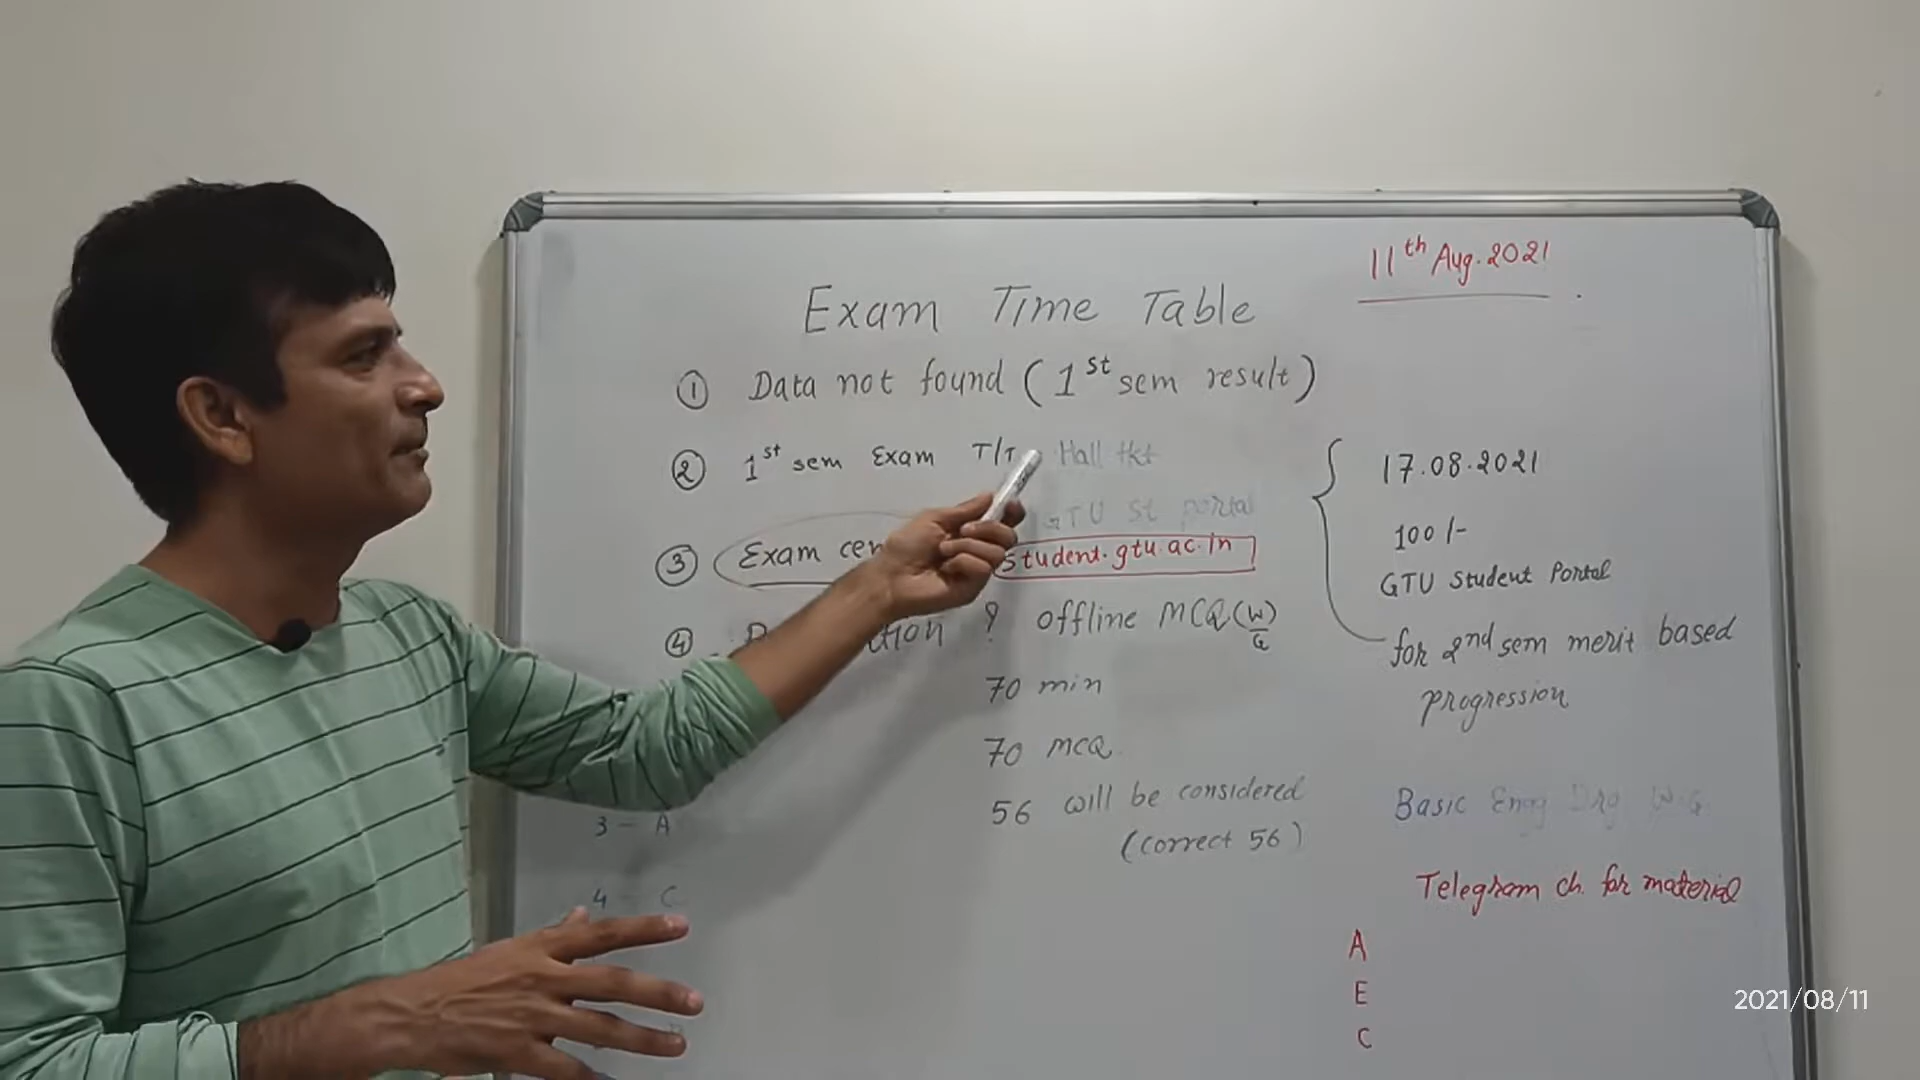 11th Aug. 2021
Exam Time Table
① Data not found (1st sem result)
② 1st sem Exam T/T Hall tkt
GTU St portal
③ Exam cen student.gtu.ac.in
④ ? offline MCQ (W/G)
70 min
70 MCQ
56 will be considered
(correct 56)
3 - A
4 - C
17.08.2021
100/-
GTU Student Portal
for 2nd sem merit based
progression
Basic Engg Drg W.G.
Telegram ch. for material
A
E
C
2021/08/11